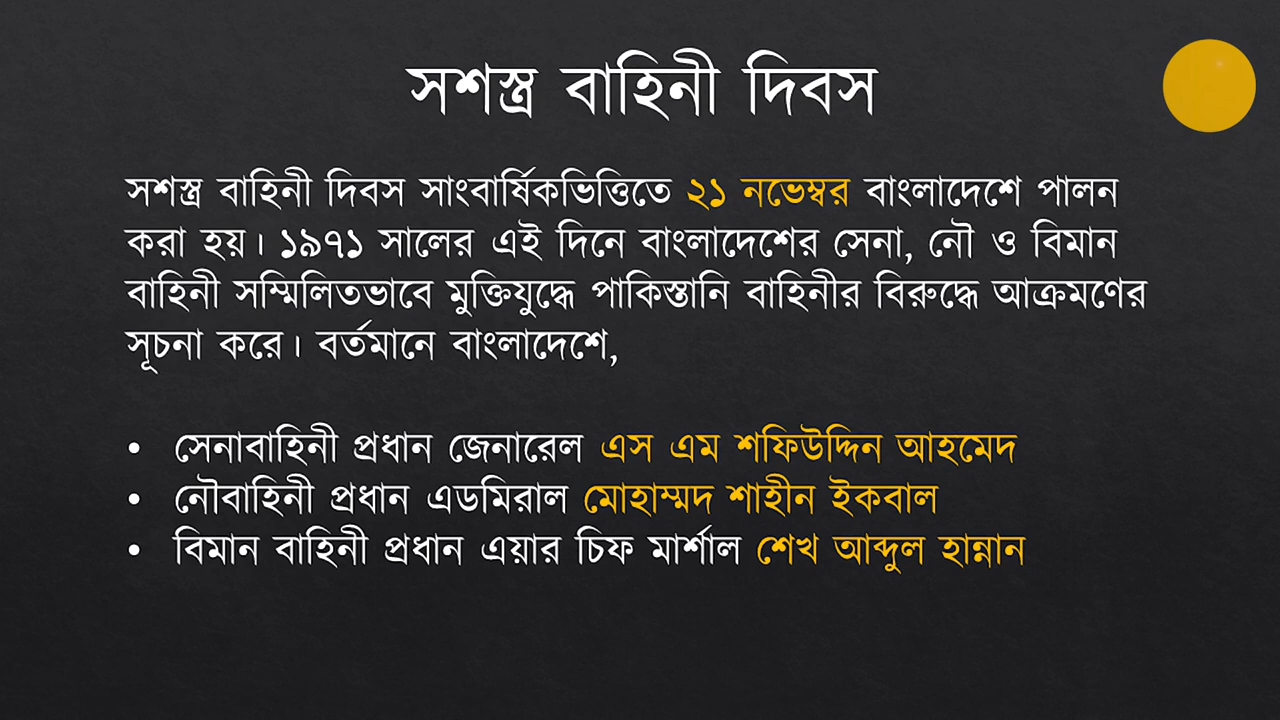 সশস্ত্র বাহিনী দিবস
সশস্ত্র বাহিনী দিবস সাংবার্ষিকভিত্তিতে ২১ নভেম্বর বাংলাদেশে পালন
করা হয়। ১৯৭১ সালের এই দিনে বাংলাদেশের সেনা, নৌ ও বিমান
বাহিনী সম্মিলিতভাবে মুক্তিযুদ্ধে পাকিস্তানি বাহিনীর বিরুদ্ধে আক্রমণের
সূচনা করে। বর্তমানে বাংলাদেশে,
• সেনাবাহিনী প্রধান জেনারেল এস এম শফিউদ্দিন আহমেদ
• নৌবাহিনী প্রধান এডমিরাল মোহাম্মদ শাহীন ইকবাল
• বিমান বাহিনী প্রধান এয়ার চিফ মার্শাল শেখ আব্দুল হান্নান